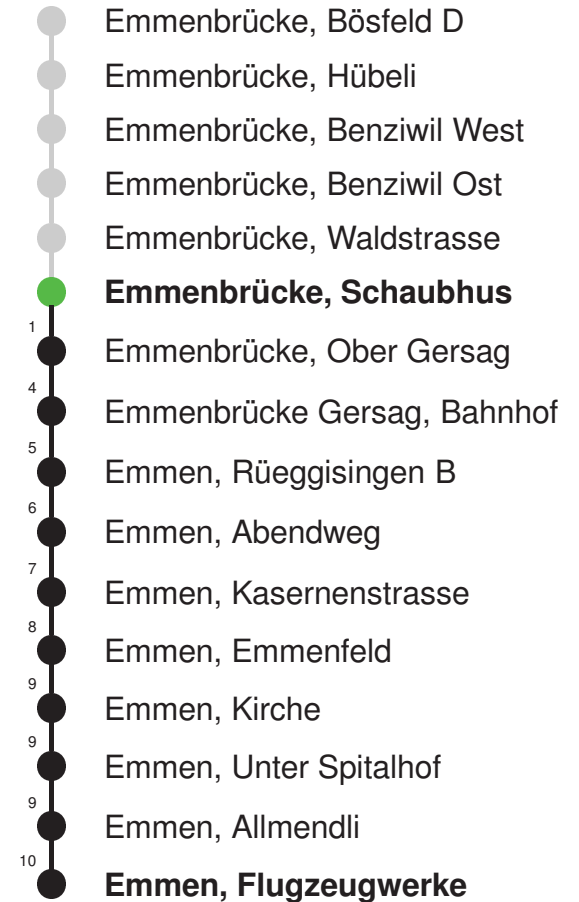 Emmenbrücke, Bösfeld D
Emmenbrücke, Hübeli
Emmenbrücke, Benziwil West
Emmenbrücke, Benziwil Ost
Emmenbrücke, Waldstrasse
Emmenbrücke, Schaubhus
1
Emmenbrücke, Ober Gersag
4
Emmenbrücke Gersag, Bahnhof
5
Emmen, Rüeggisingen B
6
Emmen, Abendweg
7
Emmen, Kasernenstrasse
8
Emmen, Emmenfeld
9
Emmen, Kirche
9
Emmen, Unter Spitalhof
9
Emmen, Allmendli
10
Emmen, Flugzeugwerke